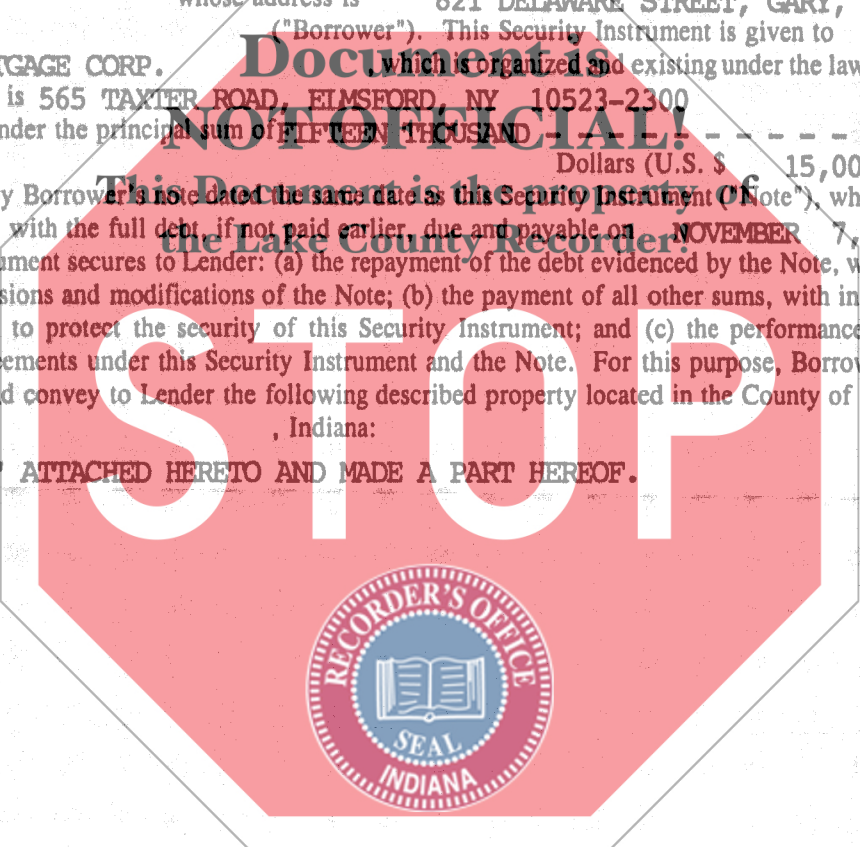 whose address is 821 DELAWARE STREET, GARY,
("Borrower"). This Security Instrument is given to
TGAGE CORP. , which is organized and existing under the law
Document is
is 565 TAXTER ROAD, ELMSFORD, NY 10523-2300
NOT OFFICIAL!
nder the principal sum of FIFTEEN THOUSAND - - - - - - - - - -
Dollars (U.S. $ 15,00
This Document is the property of
y Borrower's note dated the same date as this Security Instrument ("Note"), wh
with the full debt, if not paid earlier, due and payable on NOVEMBER 7,
the Lake County Recorder!
ument secures to Lender: (a) the repayment of the debt evidenced by the Note, w
sions and modifications of the Note; (b) the payment of all other sums, with in
to protect the security of this Security Instrument; and (c) the performance
eements under this Security Instrument and the Note. For this purpose, Borrow
d convey to Lender the following described property located in the County of
, Indiana:
ATTACHED HERETO AND MADE A PART HEREOF.
STOP
RECORDER'S OFFICE
SEAL
INDIANA